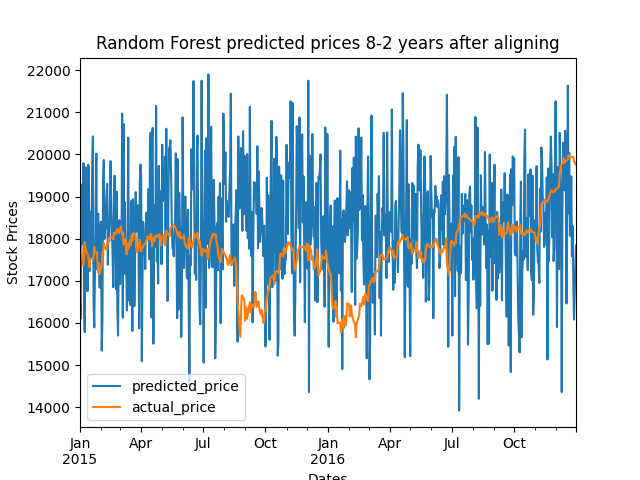 Random Forest predicted prices 8-2 years after aligning
22000
21000
20000
19000
18000
17000
16000
15000
14000
Stock Prices
predicted_price
actual_price
Jan Apr Jul Oct Jan Apr Jul Oct
2015 2016
Dates